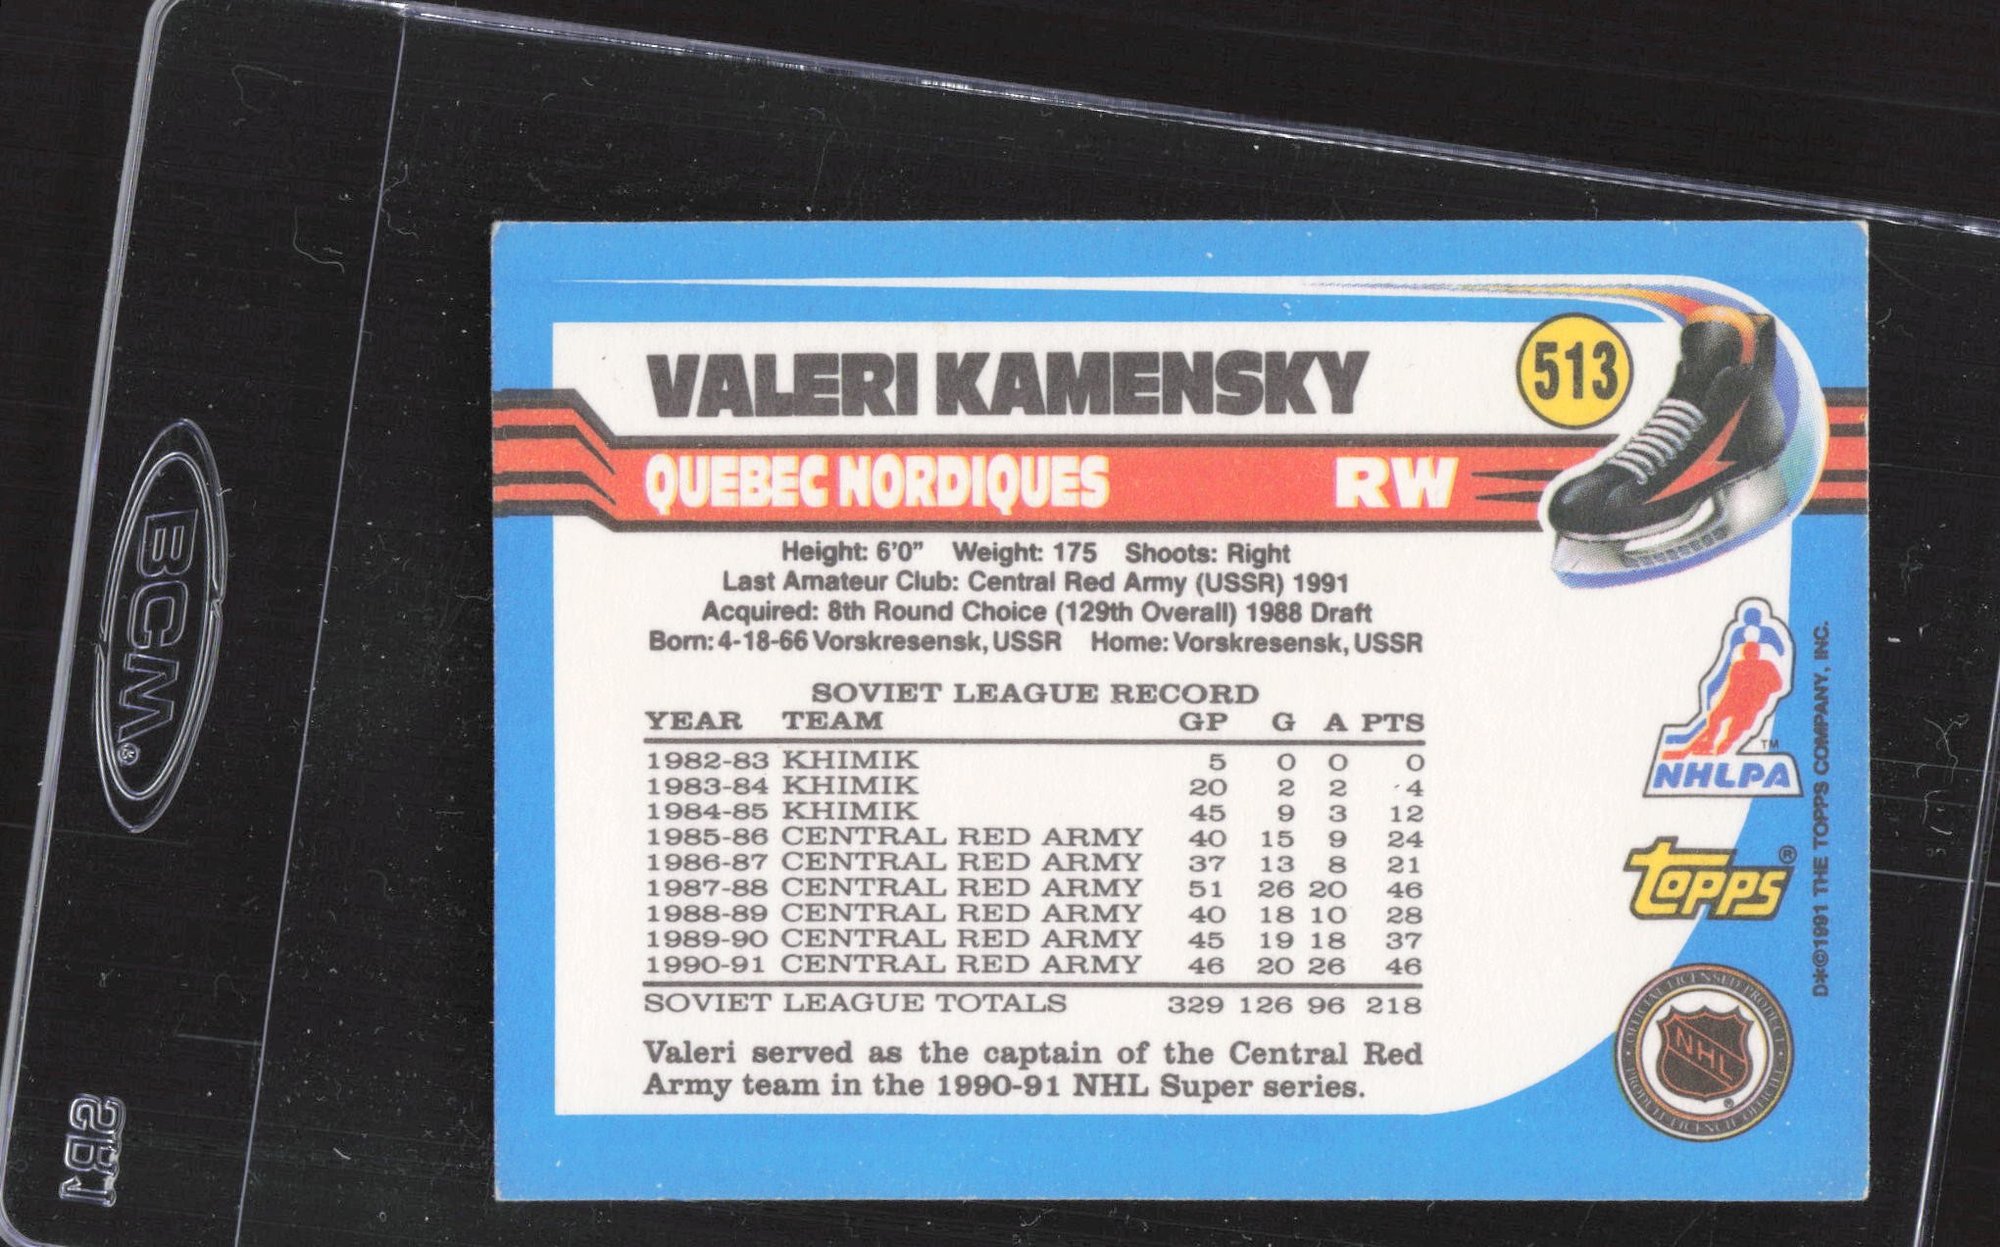 VALERI KAMENSKY
513
QUEBEC NORDIQUES RW
Height: 6'0" Weight: 175 Shoots: Right
Last Amateur Club: Central Red Army (USSR) 1991
Acquired: 8th Round Choice (129th Overall) 1988 Draft
Born: 4-18-66 Vorskresensk, USSR Home: Vorskresensk, USSR
SOVIET LEAGUE RECORD
YEAR TEAM GP G A PTS
1982-83 KHIMIK 5 0 0 0
1983-84 KHIMIK 20 2 2 4
1984-85 KHIMIK 45 9 3 12
1985-86 CENTRAL RED ARMY 40 15 9 24
1986-87 CENTRAL RED ARMY 37 13 8 21
1987-88 CENTRAL RED ARMY 51 26 20 46
1988-89 CENTRAL RED ARMY 40 18 10 28
1989-90 CENTRAL RED ARMY 45 19 18 37
1990-91 CENTRAL RED ARMY 46 20 26 46
SOVIET LEAGUE TOTALS 329 126 96 218
Valeri served as the captain of the Central Red
Army team in the 1990-91 NHL Super series.
NHLPA TM
Topps®
D**©1991 THE TOPPS COMPANY, INC.
OFFICIAL LICENSED PRODUCT
NHL ®
PRODUIT LICENCIÉ OFFICIEL
BCW®
2B1